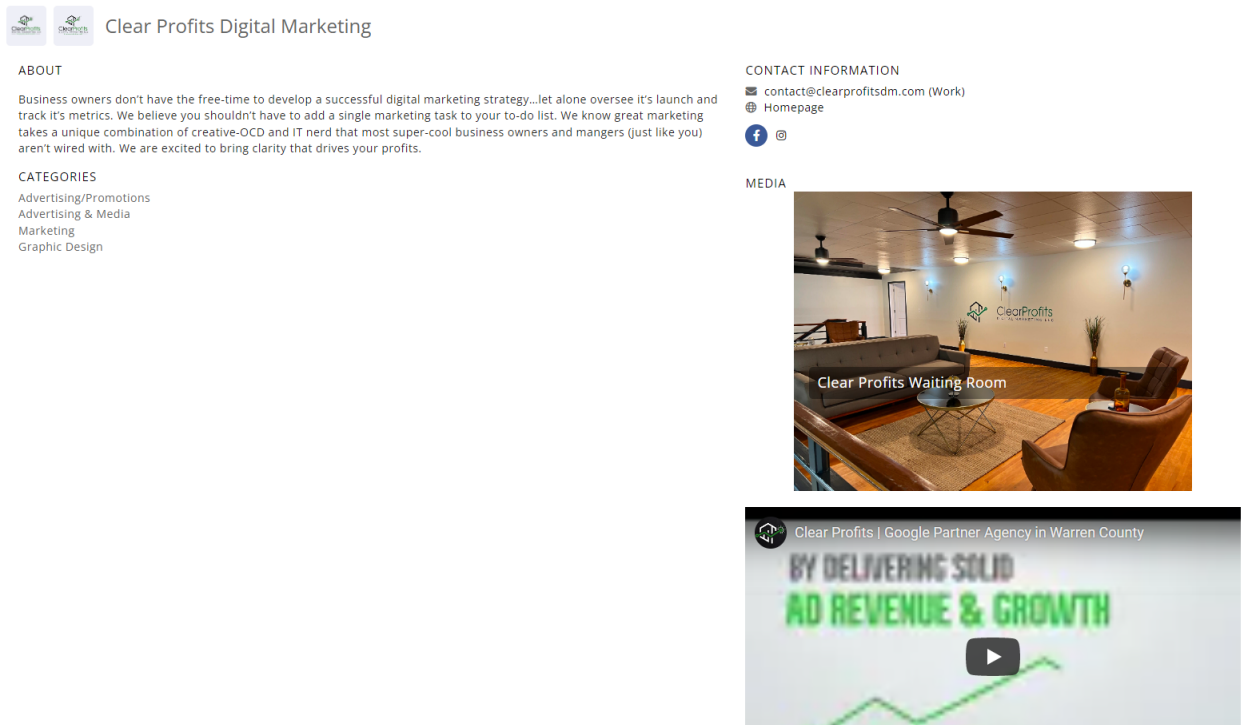 Clear Profits Digital Marketing
ABOUT
Business owners don't have the free-time to develop a successful digital marketing strategy...let alone oversee it's launch and
track it's metrics. We believe you shouldn't have to add a single marketing task to your to-do list. We know great marketing
takes a unique combination of creative-OCD and IT nerd that most super-cool business owners and mangers (just like you)
aren't wired with. We are excited to bring clarity that drives your profits.
CATEGORIES
Advertising/Promotions
Advertising & Media
Marketing
Graphic Design
CONTACT INFORMATION
contact@clearprofitsdm.com (Work)
Homepage
MEDIA
ClearProfits
Clear Profits Waiting Room
Clear Profits | Google Partner Agency in Warren County
BY DELIVERING SOLID
AD REVENUE & GROWTH